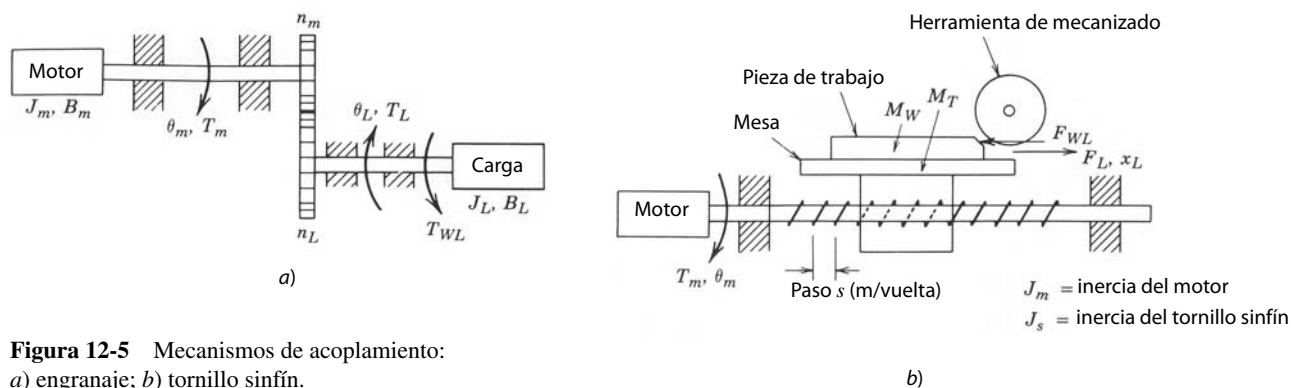 n_m
Motor
J_m, B_m
θ_m, T_m
θ_L, T_L
Carga
J_L, B_L
T_WL
n_L
a)
Herramienta de mecanizado
Pieza de trabajo
M_T
M_W
Mesa
F_WL
F_L, x_L
Motor
T_m, θ_m
Paso s (m/vuelta)
J_m = inercia del motor
J_s = inercia del tornillo sinfín
b)
Figura 12-5 Mecanismos de acoplamiento:
a) engranaje; b) tornillo sinfín.